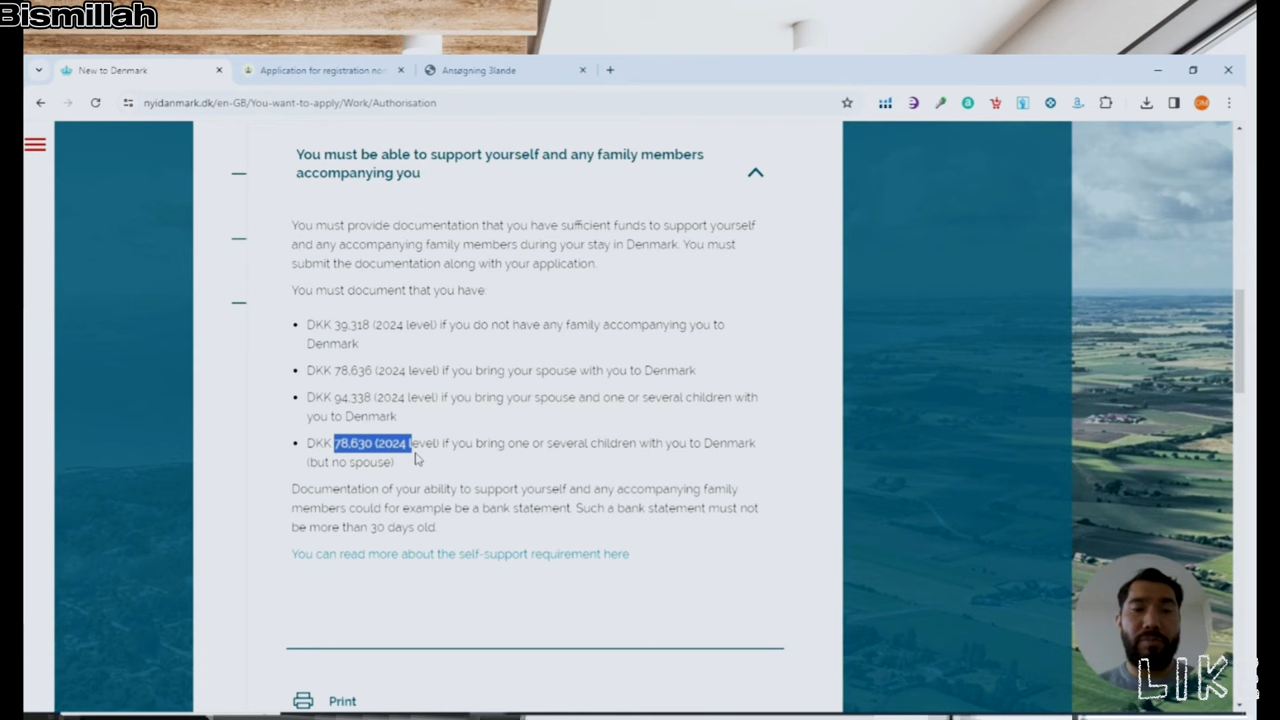 Bismillah
New to Denmark
Application for registration no
Ansøgning 3lande
nyidanmark.dk/en-GB/You-want-to-apply/Work/Authorisation
You must be able to support yourself and any family members
accompanying you
You must provide documentation that you have sufficient funds to support yourself
and any accompanying family members during your stay in Denmark. You must
submit the documentation along with your application.
You must document that you have:
• DKK 39,318 (2024 level) if you do not have any family accompanying you to
Denmark
• DKK 78,636 (2024 level) if you bring your spouse with you to Denmark
• DKK 94,338 (2024 level) if you bring your spouse and one or several children with
you to Denmark
• DKK 78,630 (2024 level) if you bring one or several children with you to Denmark
(but no spouse)
Documentation of your ability to support yourself and any accompanying family
members could for example be a bank statement. Such a bank statement must not
be more than 30 days old.
You can read more about the self-support requirement here
Print
LIK